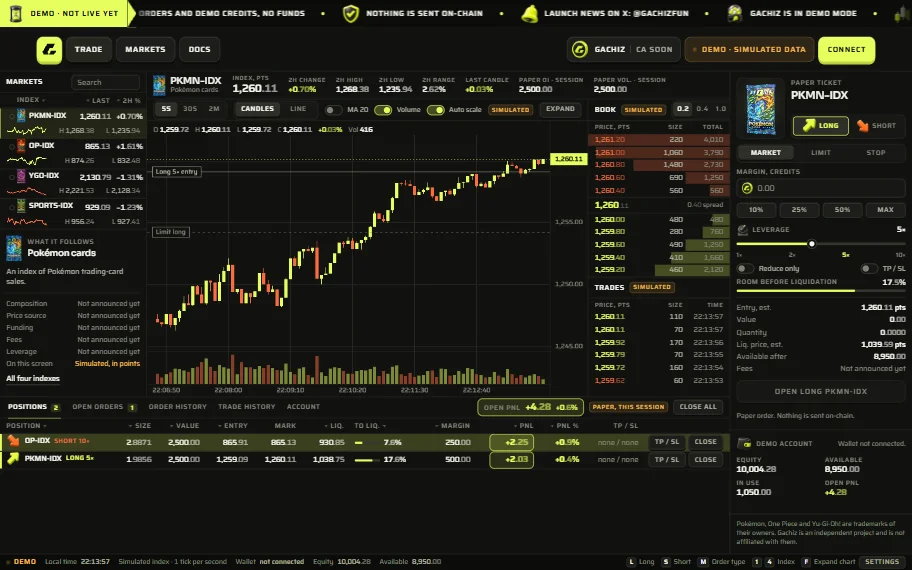 DEMO · NOT LIVE YET
ORDERS AND DEMO CREDITS, NO FUNDS • NOTHING IS SENT ON-CHAIN • LAUNCH NEWS ON X: @GACHIZFUN • GACHIZ IS IN DEMO MODE •
TRADE MARKETS DOCS
GACHIZ CA SOON
DEMO · SIMULATED DATA
CONNECT
MARKETS
Search
INDEX LAST 2H %
PKMN-IDX 1,260.11 +0.70%
H 1,268.38 L 1,235.94
OP-IDX 865.13 +1.61%
H 874.26 L 832.48
YGO-IDX 2,130.79 -1.31%
H 2,221.53 L 2,128.34
SPORTS-IDX 929.09 -1.23%
H 956.24 L 927.41
WHAT IT FOLLOWS
Pokémon cards
An index of Pokémon trading-card sales.
Composition Not announced yet
Price source Not announced yet
Funding Not announced yet
Fees Not announced yet
Leverage Not announced yet
On this screen Simulated, in points
All four indexes
PKMN-IDX
Pokémon cards
INDEX, PTS
1,260.11
2H CHANGE
+0.70%
2H HIGH
1,268.38
2H LOW
1,235.94
2H RANGE
2.62%
LAST CANDLE
+0.03%
PAPER OI · SESSION
2,500.00
PAPER VOL. · SESSION
2,500.00
5S 30S 2M
CANDLES LINE
MA 20 Volume Auto scale
SIMULATED
EXPAND
O 1,259.72 H 1,260.11 L 1,259.72 C 1,260.11 +0.03% Vol 416
1,260.11
Long 5× entry
Limit long
1,255.00
1,250.00
1,245.00
22:06:50 22:08:00 22:09:10 22:10:20 22:11:30 22:12:40
BOOK SIMULATED 0.2 0.4 1.0
PRICE, PTS SIZE TOTAL
1,261.20 220 4,010
1,261.00 1,060 3,790
1,260.80 1,480 2,730
1,260.60 690 1,250
1,260.40 560 560
1,260.11 0.40 spread
1,260.00 480 480
1,259.80 280 760
1,259.60 490 1,250
1,259.40 410 1,660
1,259.20 460 2,120
TRADES SIMULATED
PRICE, PTS SIZE TIME
1,260.11 110 22:13:57
1,260.11 70 22:13:57
1,259.92 170 22:13:56
1,259.79 70 22:13:55
1,259.72 160 22:13:54
1,259.62 60 22:13:53
PAPER TICKET
PKMN-IDX
LONG SHORT
MARKET LIMIT STOP
MARGIN, CREDITS
0.00
10% 25% 50% MAX
LEVERAGE 5×
1× 2× 5× 10×
Reduce only TP / SL
ROOM BEFORE LIQUIDATION 17.5%
Entry, est. 1,260.11 pts
Value 0.00
Quantity 0.0000
Liq. price, est. 1,039.59 pts
Available after 8,950.00
Fees Not announced yet
OPEN LONG PKMN-IDX
Paper order. Nothing is sent on-chain.
DEMO ACCOUNT Wallet not connected.
EQUITY
10,004.28
AVAILABLE
8,950.00
IN USE
1,050.00
OPEN PNL
+4.28
Pokémon, One Piece and Yu-Gi-Oh! are trademarks of their owners. Gachiz is an independent project and is not affiliated with them.
POSITIONS 2 OPEN ORDERS 1 ORDER HISTORY TRADE HISTORY ACCOUNT
OPEN PNL +4.28 +0.6%
PAPER, THIS SESSION
CLOSE ALL
POSITION SIZE VALUE ENTRY MARK LIQ. TO LIQ. MARGIN PNL PNL % TP / SL
OP-IDX SHORT 10× 2.8871 2,500.00 865.91 865.13 930.85 7.6% 250.00 +2.25 +0.9% none / none TP / SL CLOSE
PKMN-IDX LONG 5× 1.9856 2,500.00 1,259.09 1,260.11 1,038.75 17.6% 500.00 +2.03 +0.4% none / none TP / SL CLOSE
DEMO Local time 22:13:57 Simulated index · 1 tick per second Wallet not connected Equity 10,004.28 Available 8,950.00
L Long S Short M Order type 1 4 Index F Expand chart SETTINGS